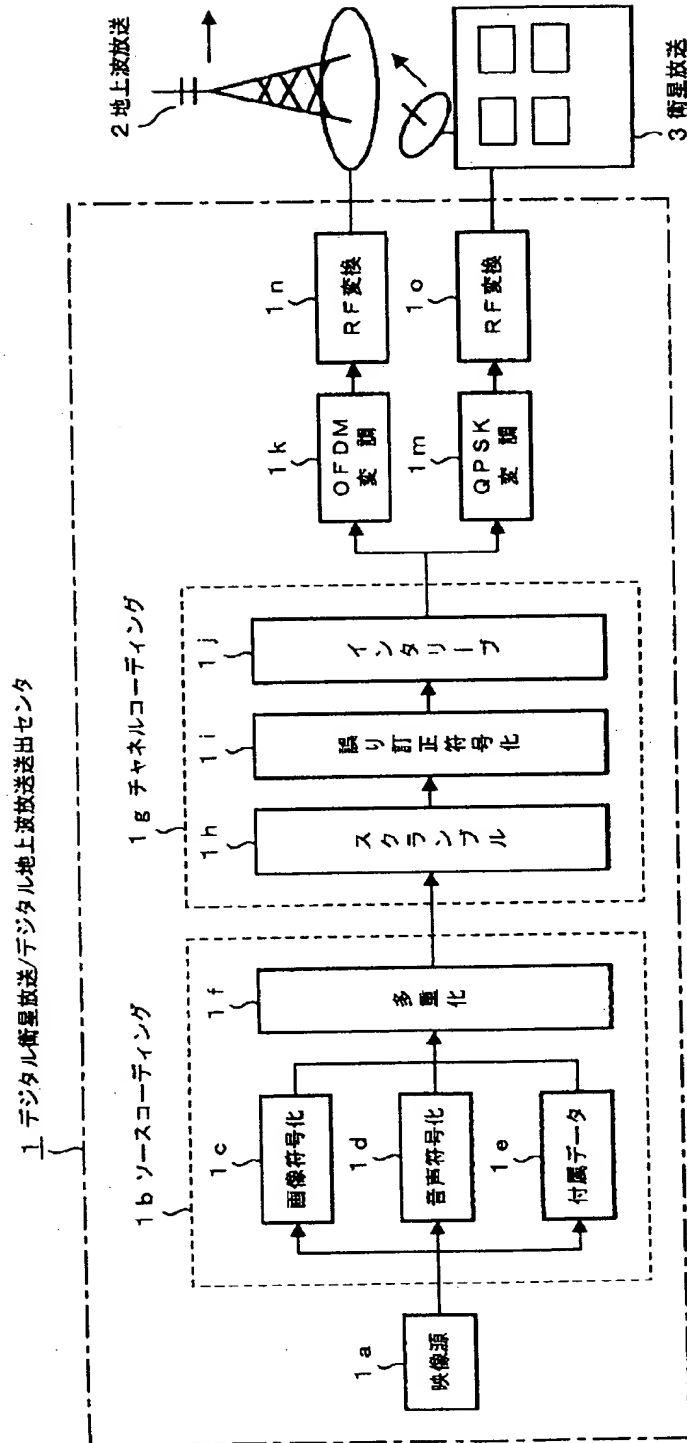 1 デジタル衛星放送/デジタル地上波放送送出センタ
1b ソースコーディング
1a
映像源
1c
画像符号化
1d
音声符号化
1e
付属データ
1f
多重化
1g チャネルコーディング
1h
スクランブル
1i
誤り訂正符号化
1j
インタリーブ
1k
OFDM
変調
1m
QPSK
変調
1n
RF変換
1o
RF変換
2 地上波放送
3 衛星放送